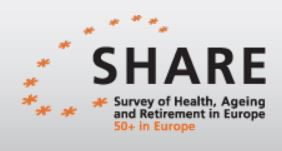 SHARE
Survey of Health, Ageing
and Retirement in Europe
50+ in Europe